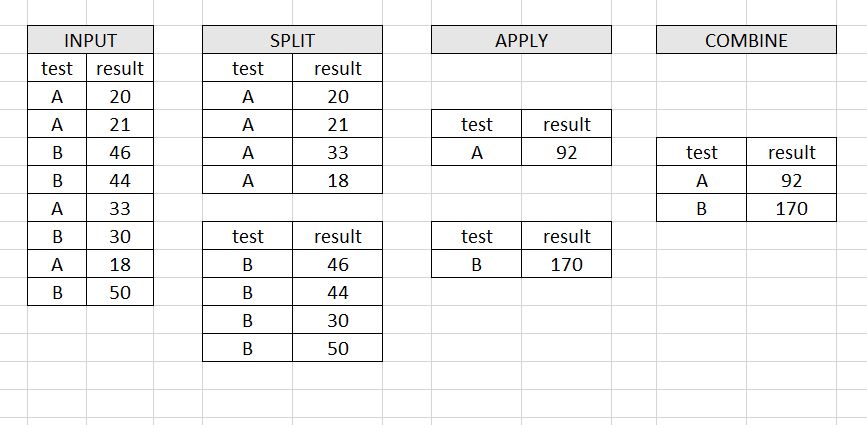 INPUT
test result
A 20
A 21
B 46
B 44
A 33
B 30
A 18
B 50
SPLIT
test result
A 20
A 21
A 33
A 18
test result
B 46
B 44
B 30
B 50
APPLY
test result
A 92
test result
B 170
COMBINE
test result
A 92
B 170